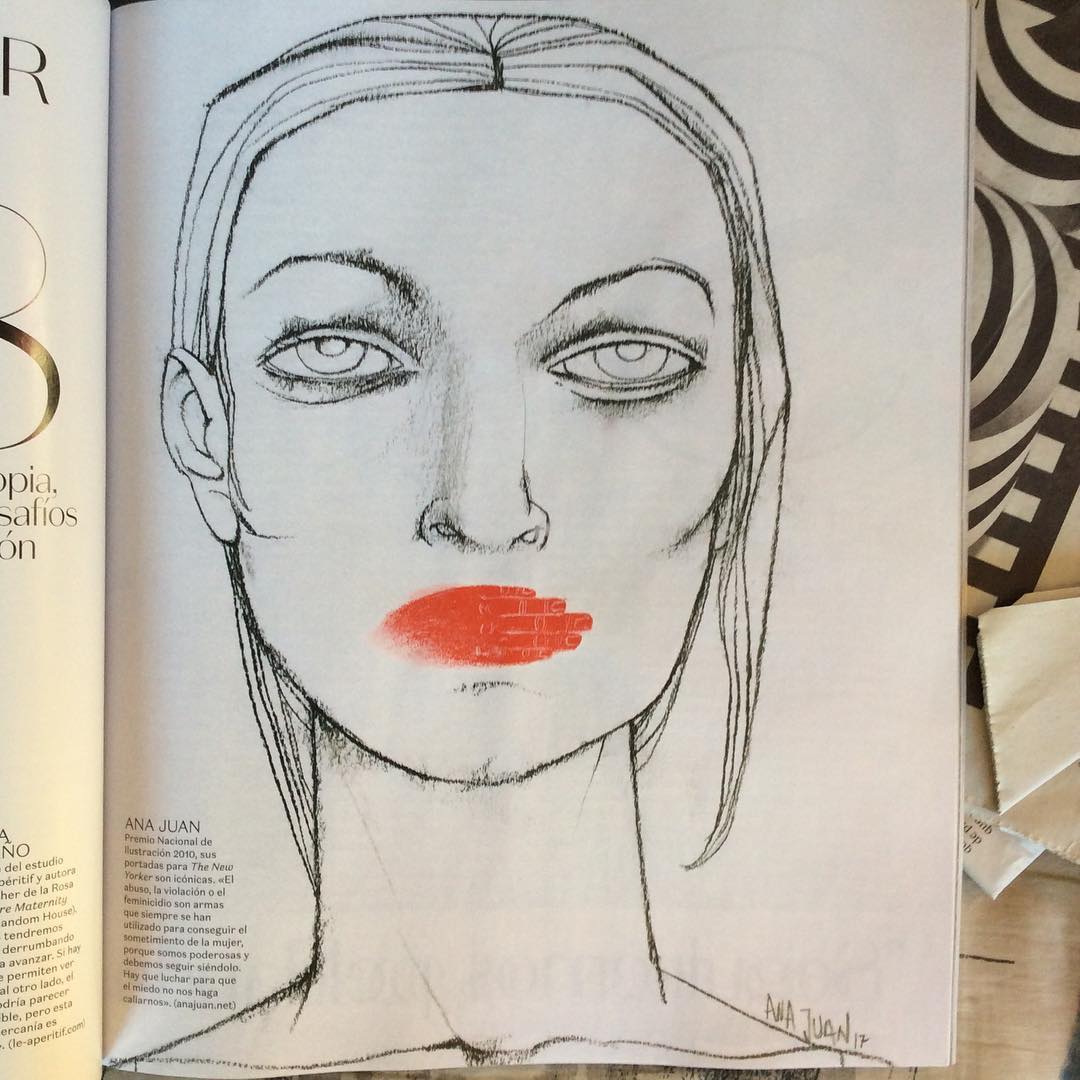 R
8
opia,
safíos
ón
A
ÑO
del estudio
péritif y autora
her de la Rosa
re Maternity
andom House).
tendremos
derrumbando
a avanzar. Si hay
e permiten ver
al otro lado, el
odría parecer
ible, pero esta
ercanía es
». (le-aperitif.com)
ANA JUAN
Premio Nacional de
Ilustración 2010, sus
portadas para The New
Yorker son icónicas. «El
abuso, la violación o el
feminicidio son armas
que siempre se han
utilizado para conseguir el
sometimiento de la mujer,
porque somos poderosas y
debemos seguir siéndolo.
Hay que luchar para que
el miedo no nos haga
callarnos». (anajuan.net)
ANA JUAN 17